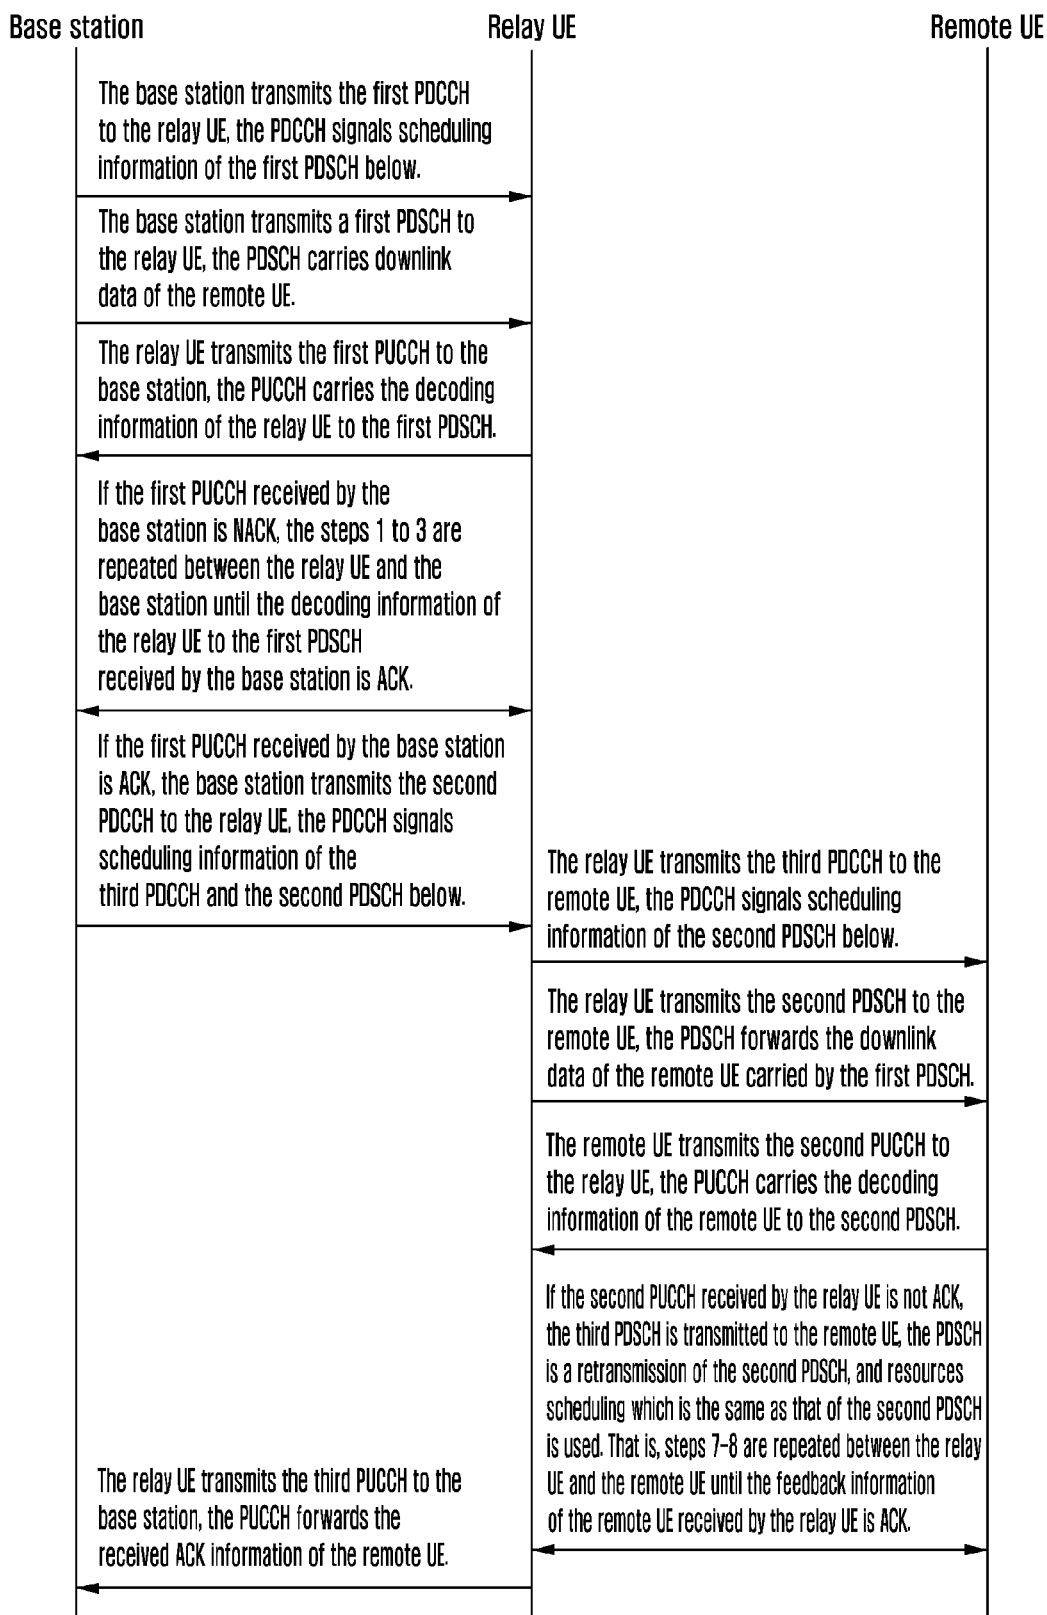 Base station
Relay UE
Remote UE
The base station transmits the first PDCCH
to the relay UE, the PDCCH signals scheduling
information of the first PDSCH below.
The base station transmits a first PDSCH to
the relay UE, the PDSCH carries downlink
data of the remote UE.
The relay UE transmits the first PUCCH to the
base station, the PUCCH carries the decoding
information of the relay UE to the first PDSCH.
If the first PUCCH received by the
base station is NACK, the steps 1 to 3 are
repeated between the relay UE and the
base station until the decoding information of
the relay UE to the first PDSCH
received by the base station is ACK.
If the first PUCCH received by the base station
is ACK, the base station transmits the second
PDCCH to the relay UE, the PDCCH signals
scheduling information of the
third PDCCH and the second PDSCH below.
The relay UE transmits the third PDCCH to the
remote UE, the PDCCH signals scheduling
information of the second PDSCH below.
The relay UE transmits the second PDSCH to the
remote UE, the PDSCH forwards the downlink
data of the remote UE carried by the first PDSCH.
The remote UE transmits the second PUCCH to
the relay UE, the PUCCH carries the decoding
information of the remote UE to the second PDSCH.
If the second PUCCH received by the relay UE is not ACK,
the third PDSCH is transmitted to the remote UE, the PDSCH
is a retransmission of the second PDSCH, and resources
scheduling which is the same as that of the second PDSCH
is used. That is, steps 7-8 are repeated between the relay
UE and the remote UE until the feedback information
of the remote UE received by the relay UE is ACK.
The relay UE transmits the third PUCCH to the
base station, the PUCCH forwards the
received ACK information of the remote UE.